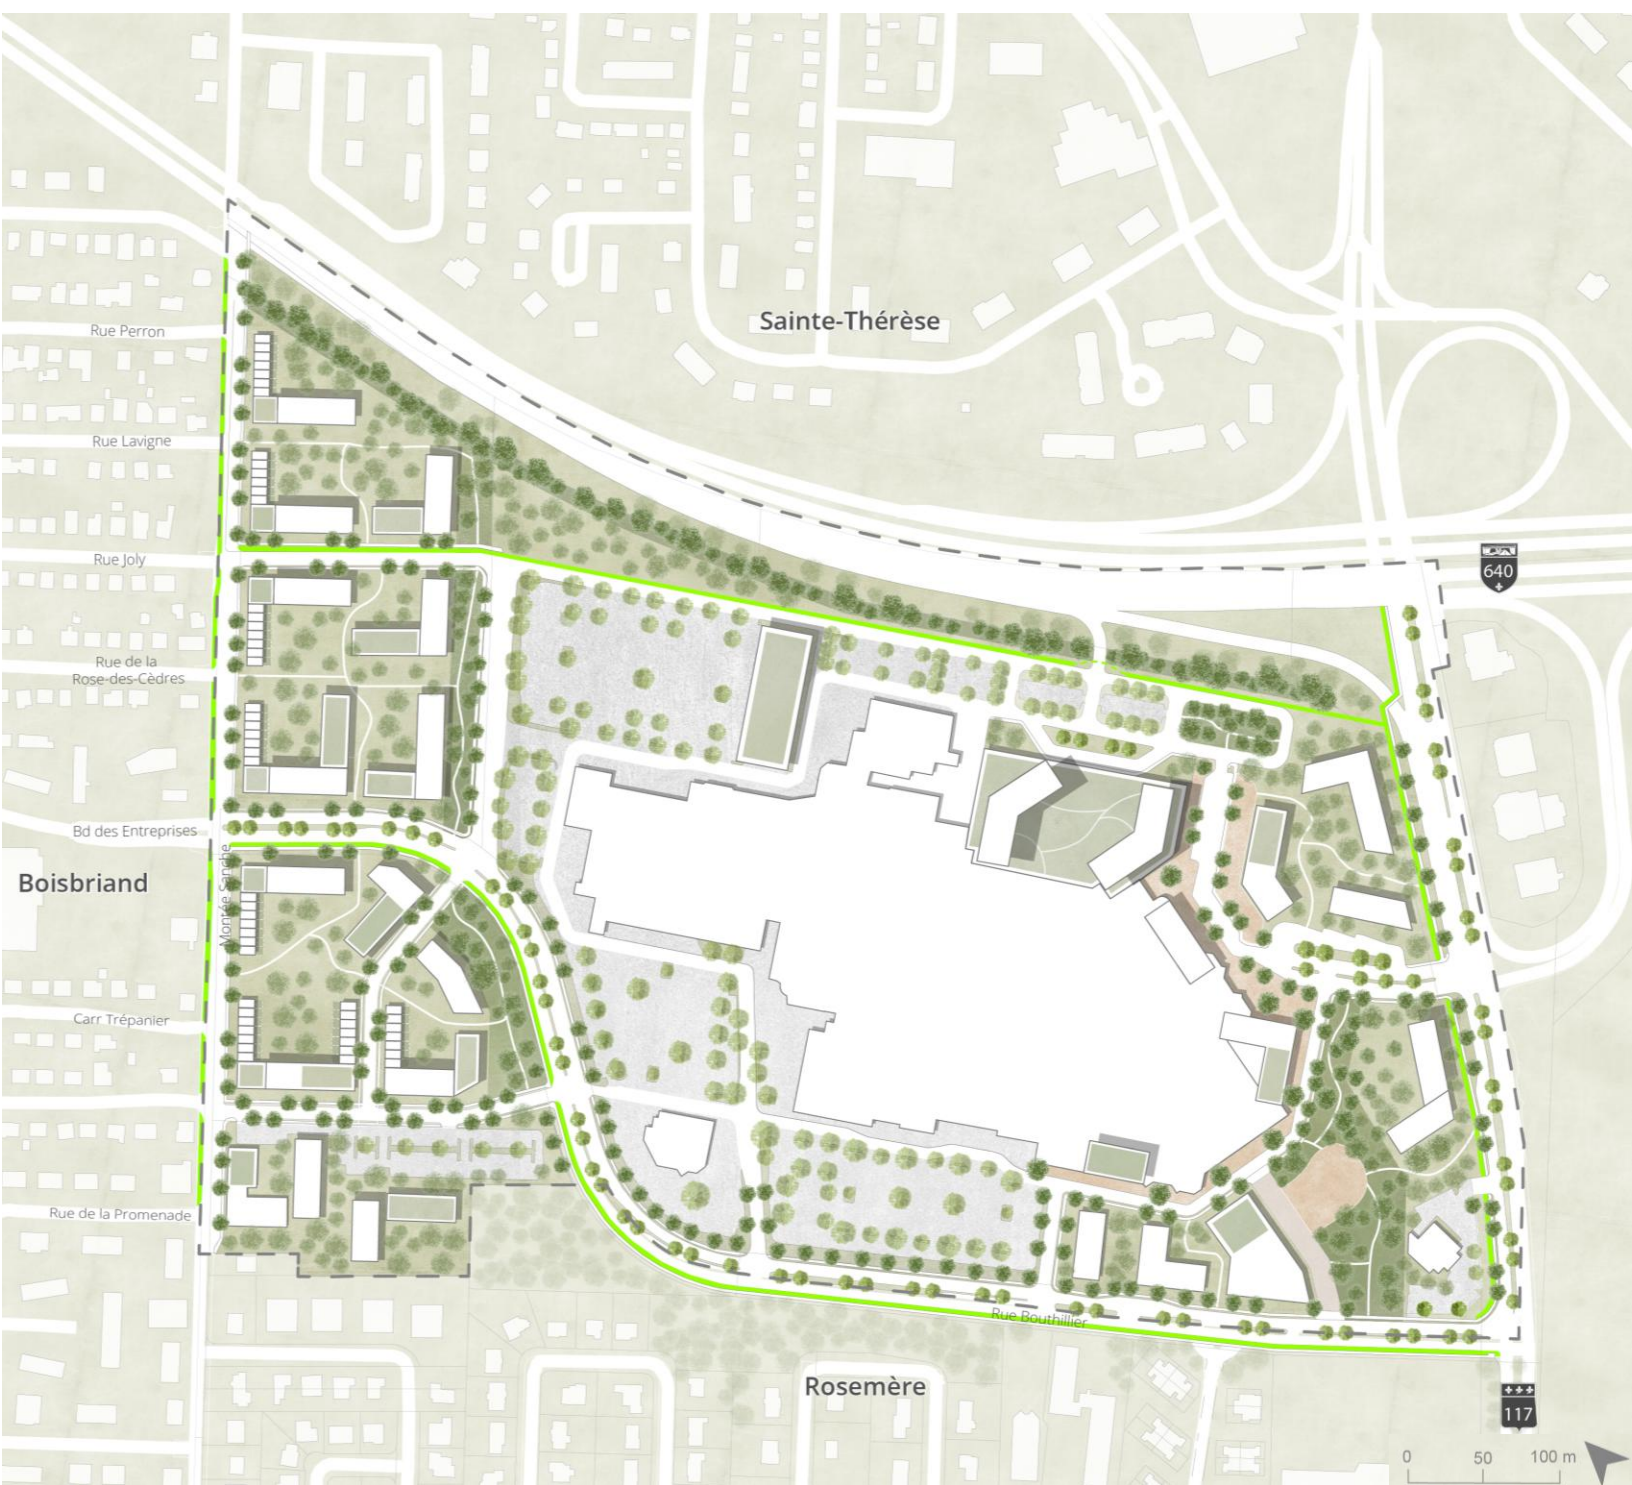 Sainte-Thérèse
Rue Perron
Rue Lavigne
Rue Joly
640
Rue de la
Rose-des-Cèdres
Bd des Entreprises
Boisbriand
Montée Sanche
Carr Trépanier
Rue de la Promenade
Rue Bouthillier
Rosemère
117
0 50 100 m